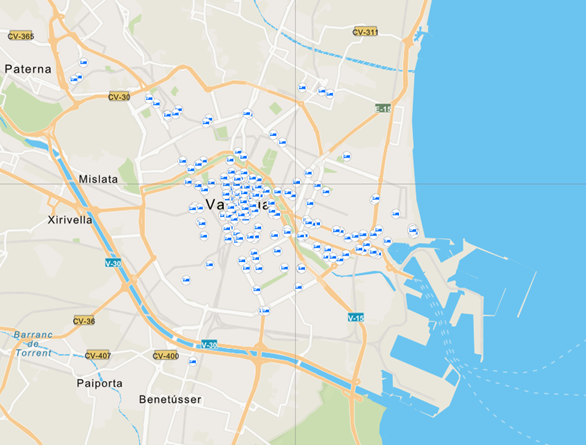 CV-365
CV-311
Paterna
CV-30
E-15
Mislata
Xirivella
V-30
CV-36
V-15
Barranc
de
Torrent
V-30
CV-407
CV-400
Paiporta
Benetússer